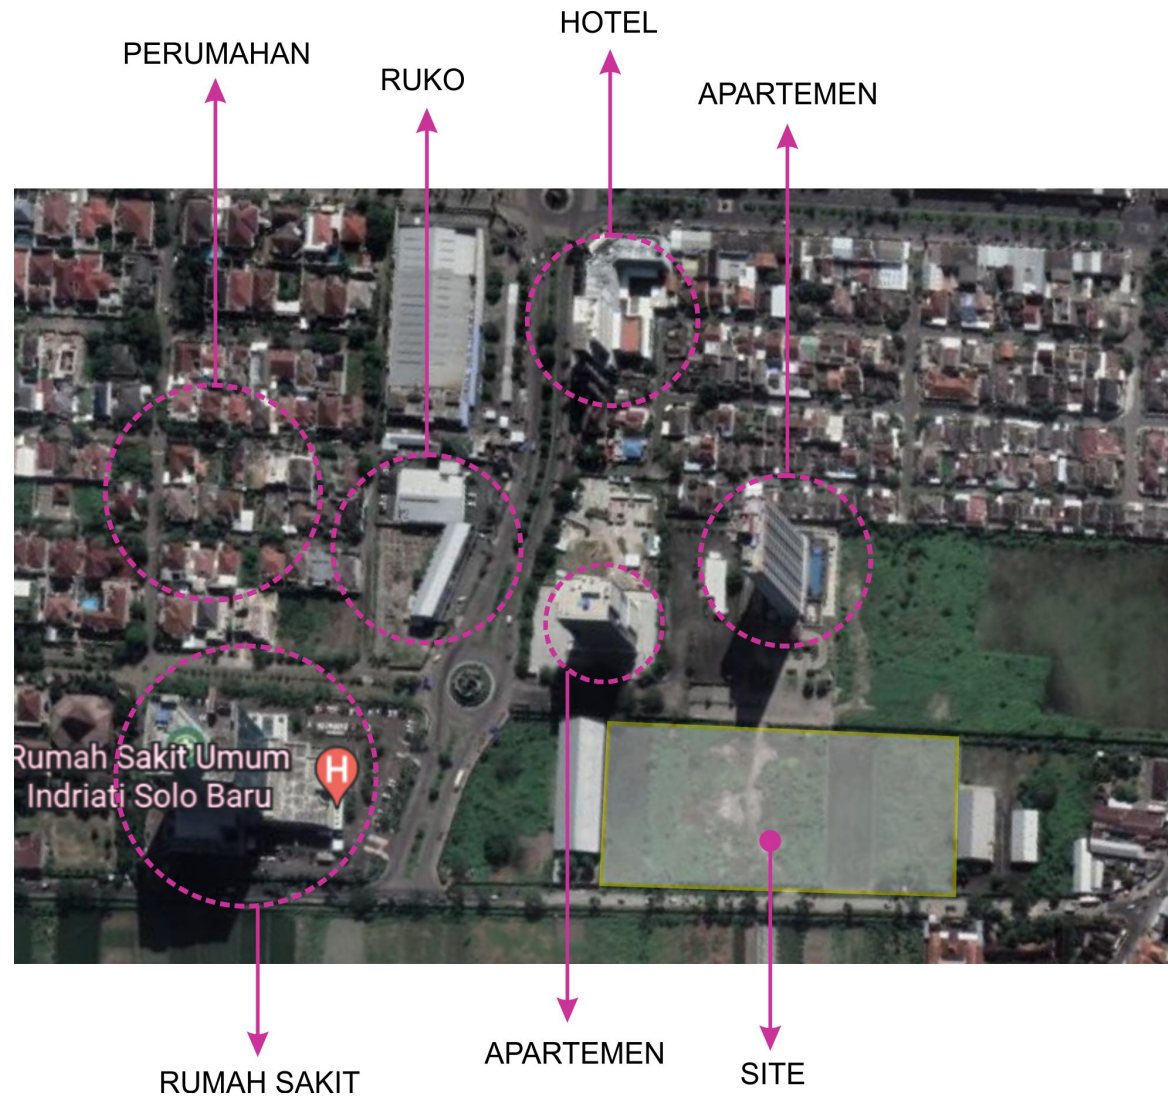 HOTEL
PERUMAHAN
RUKO
APARTEMEN
Rumah Sakit Umum
Indriati Solo Baru
H
APARTEMEN
SITE
RUMAH SAKIT